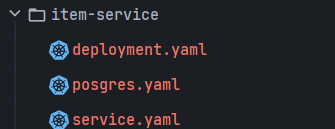 item-service
deployment.yaml
posgres.yaml
service.yaml